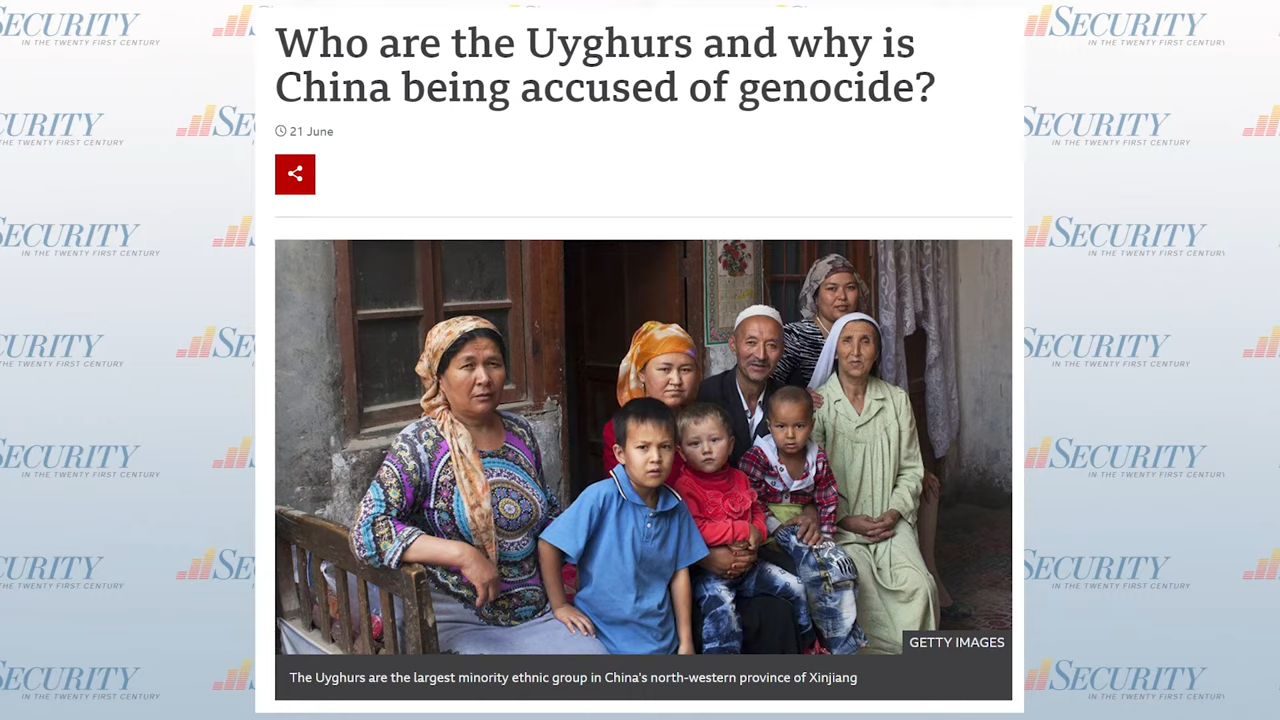 Who are the Uyghurs and why is
China being accused of genocide?
21 June
GETTY IMAGES
The Uyghurs are the largest minority ethnic group in China's north-western province of Xinjiang
SECURITY
IN THE TWENTY FIRST CENTURY